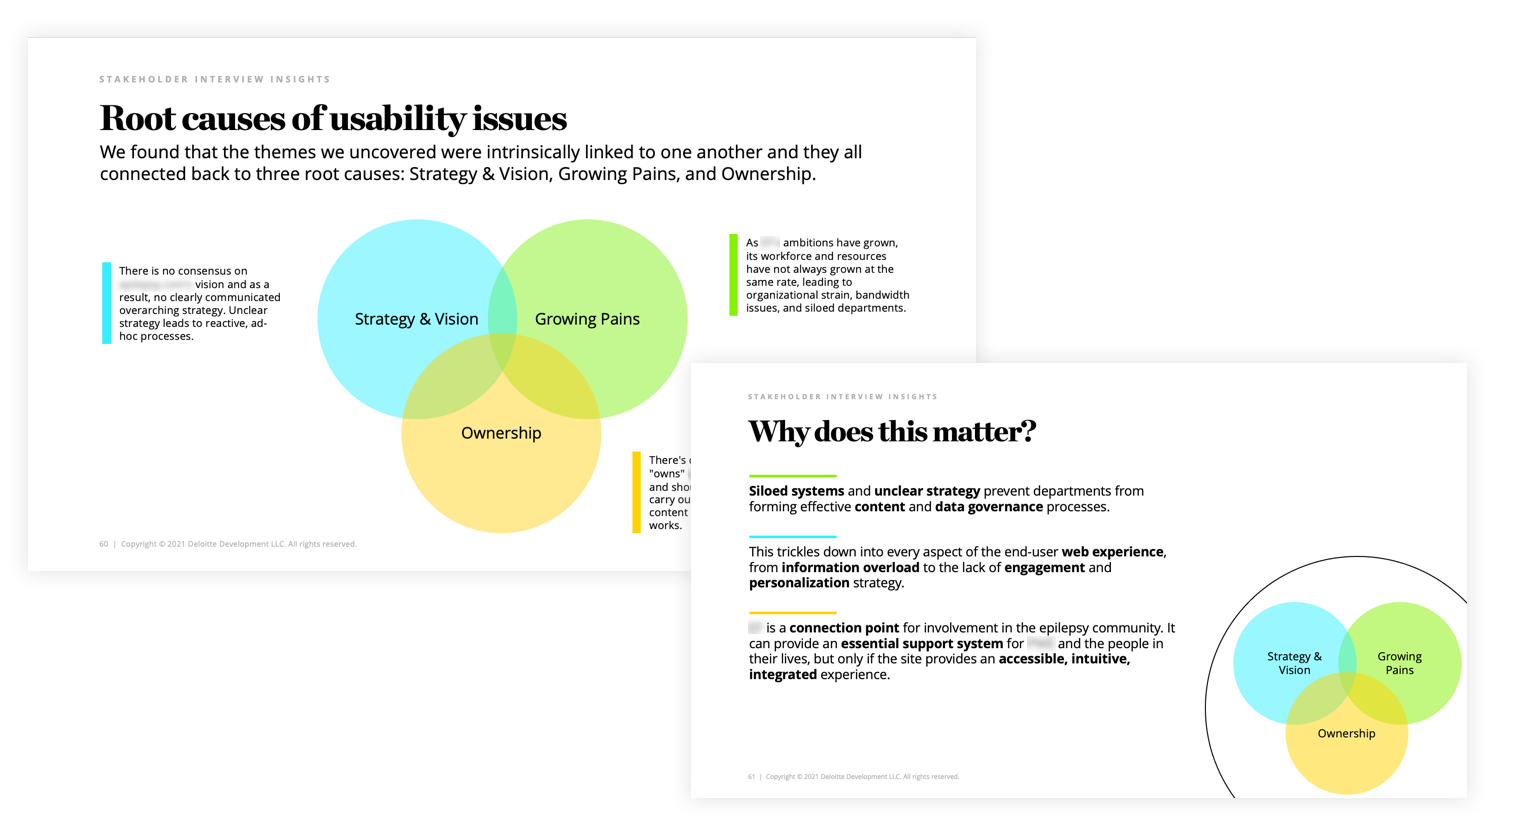 STAKEHOLDER INTERVIEW INSIGHTS
Root causes of usability issues
We found that the themes we uncovered were intrinsically linked to one another and they all
connected back to three root causes: Strategy & Vision, Growing Pains, and Ownership.
There is no consensus on
vision and as a
result, no clearly communicated
overarching strategy. Unclear
strategy leads to reactive, ad-
hoc processes.
Strategy & Vision
Growing Pains
Ownership
As ambitions have grown,
its workforce and resources
have not always grown at the
same rate, leading to
organizational strain, bandwidth
issues, and siloed departments.
There's
"owns"
and
carry
content
works.
60 | Copyright © 2021 Deloitte Development LLC. All rights reserved.
STAKEHOLDER INTERVIEW INSIGHTS
Why does this matter?
Siloed systems and unclear strategy prevent departments from
forming effective content and data governance processes.
This trickles down into every aspect of the end-user web experience,
from information overload to the lack of engagement and
personalization strategy.
is a connection point for involvement in the epilepsy community. It
can provide an essential support system for and the people in
their lives, but only if the site provides an accessible, intuitive,
integrated experience.
Strategy &
Vision
Growing
Pains
Ownership
61 | Copyright © 2021 Deloitte Development LLC. All rights reserved.